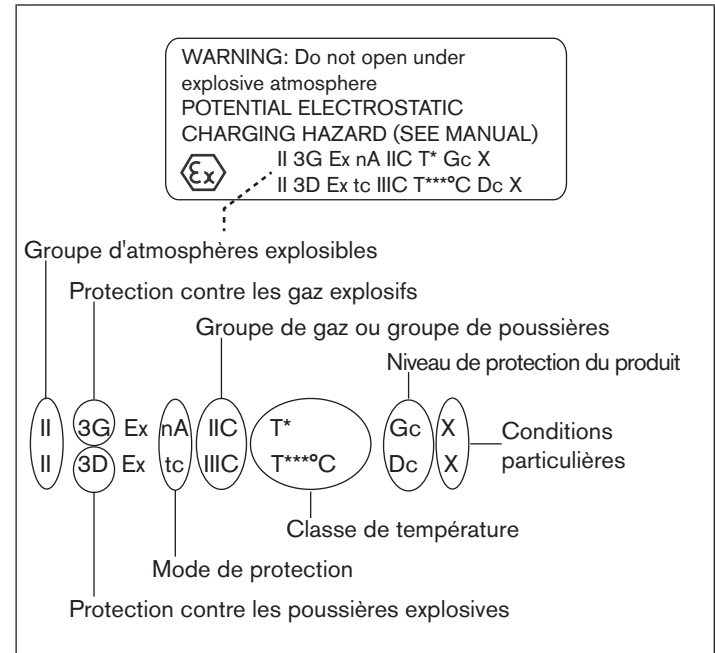 WARNING: Do not open under
explosive atmosphere
POTENTIAL ELECTROSTATIC
CHARGING HAZARD (SEE MANUAL)
II 3G Ex nA IIC T* Gc X
Ex II 3D Ex tc IIIC T***°C Dc X
Groupe d'atmosphères explosibles
Protection contre les gaz explosifs
Groupe de gaz ou groupe de poussières
Niveau de protection du produit
II 3G Ex nA IIC T* Gc X
II 3D Ex tc IIIC T***°C Dc X
Conditions
particulières
Classe de température
Mode de protection
Protection contre les poussières explosives